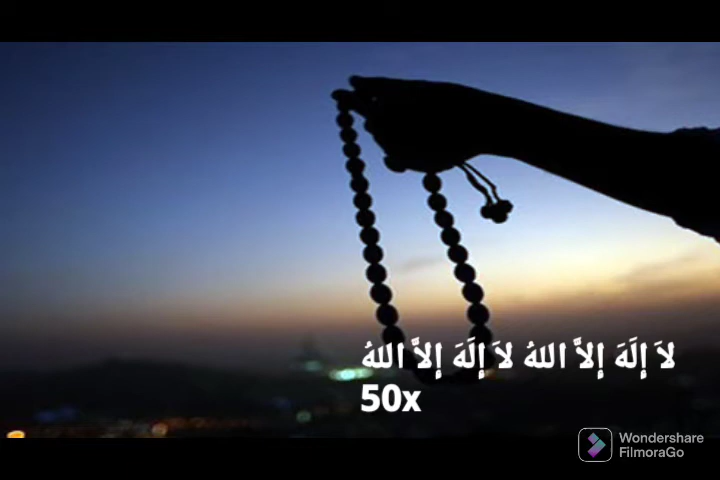 لاَ إِلَهَ إِلاَّ اللهُ لاَ إِلَهَ إِلاَّ اللهُ
50x
Wondershare
FilmoraGo